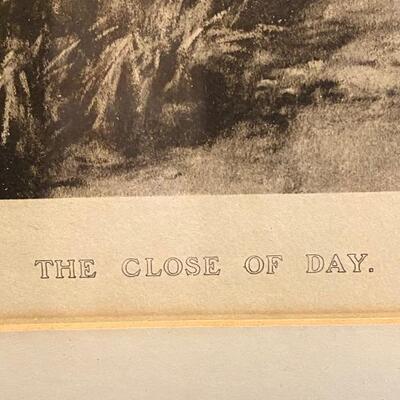 THE CLOSE OF DAY.